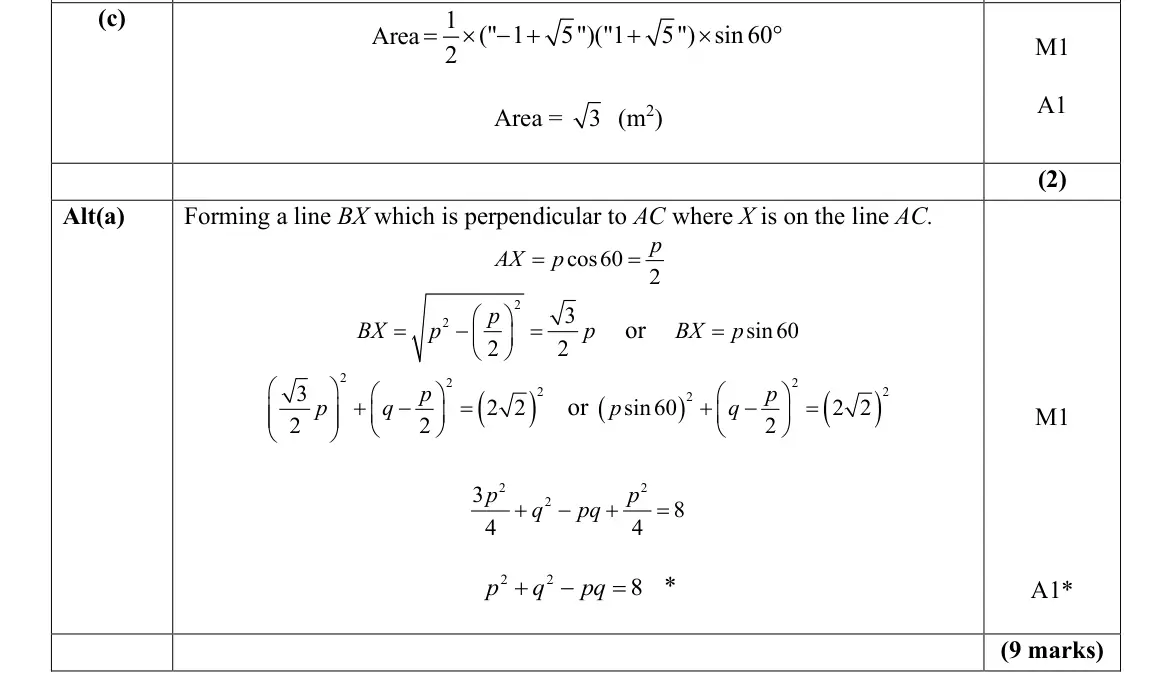 (c) Area = 1/2 × ("−1 + √5")("1 + √5") × sin 60° M1
Area = √3 (m²) A1
(2)
Alt(a) Forming a line BX which is perpendicular to AC where X is on the line AC.
AX = p cos 60 = p/2
BX = √(p² − (p/2)²) = √3/2 p or BX = p sin 60
(√3/2 p)² + (q − p/2)² = (2√2)² or (p sin 60)² + (q − p/2)² = (2√2)² M1
3p²/4 + q² − pq + p²/4 = 8
p² + q² − pq = 8 * A1*
(9 marks)